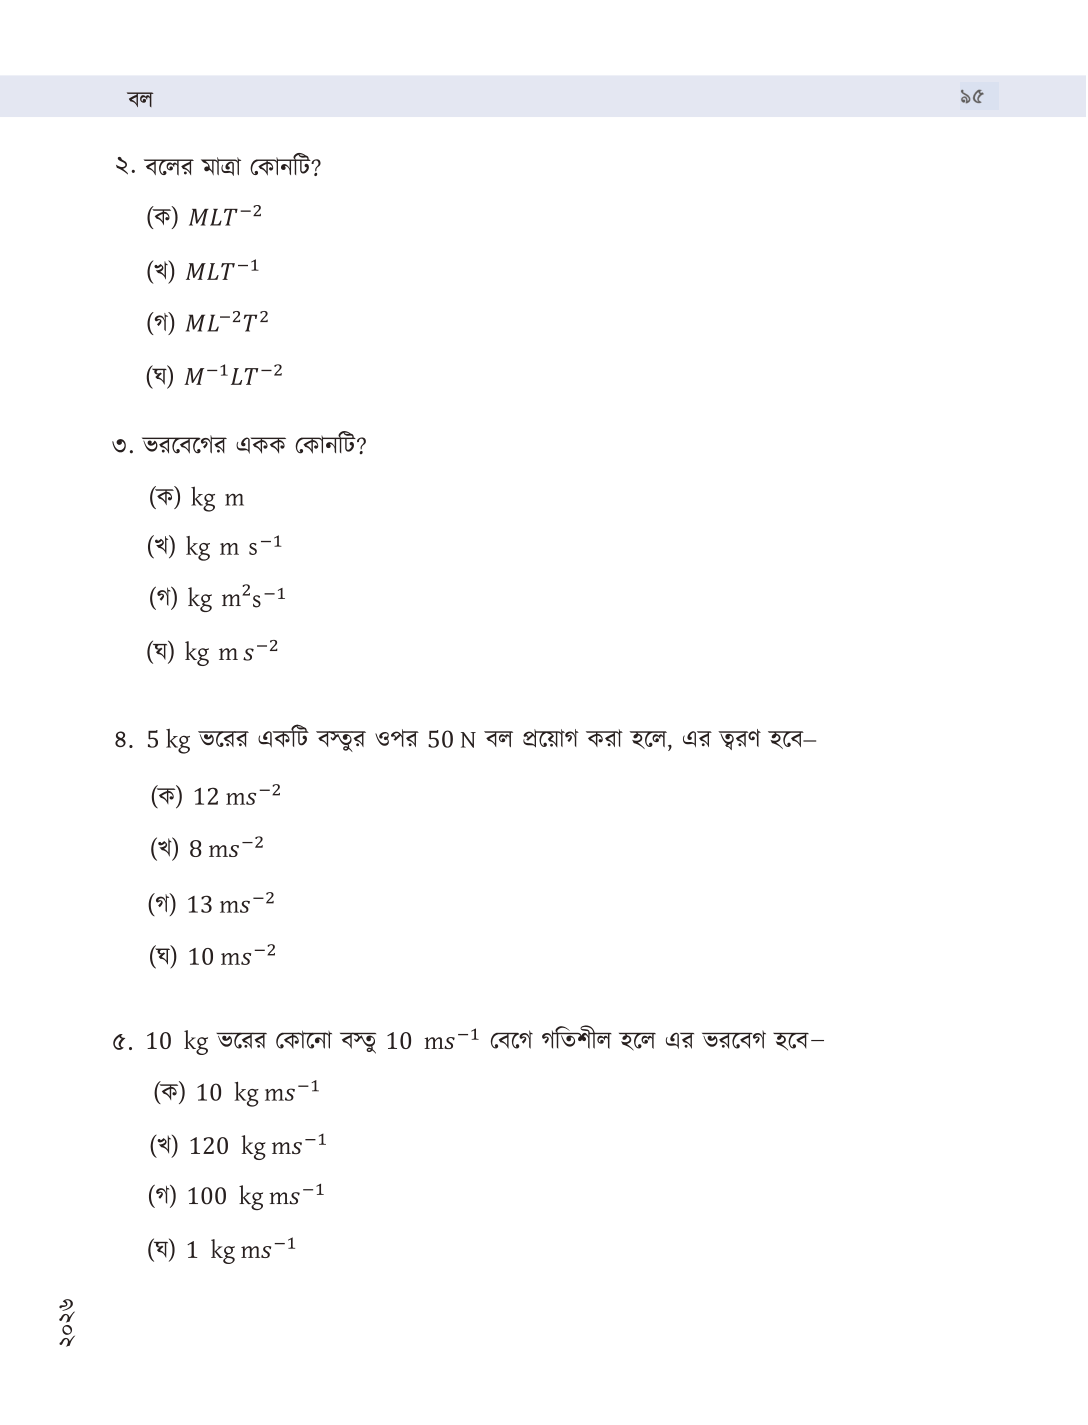 বল ৯৫
২. বলের মাত্রা কোনটি?
(ক) MLT⁻²
(খ) MLT⁻¹
(গ) ML⁻²T²
(ঘ) M⁻¹LT⁻²
৩. ভরবেগের একক কোনটি?
(ক) kg m
(খ) kg m s⁻¹
(গ) kg m²s⁻¹
(ঘ) kg m s⁻²
৪. 5 kg ভরের একটি বস্তুর ওপর 50 N বল প্রয়োগ করা হলে, এর ত্বরণ হবে–
(ক) 12 ms⁻²
(খ) 8 ms⁻²
(গ) 13 ms⁻²
(ঘ) 10 ms⁻²
৫. 10 kg ভরের কোনো বস্তু 10 ms⁻¹ বেগে গতিশীল হলে এর ভরবেগ হবে–
(ক) 10 kg ms⁻¹
(খ) 120 kg ms⁻¹
(গ) 100 kg ms⁻¹
(ঘ) 1 kg ms⁻¹
২০২৬